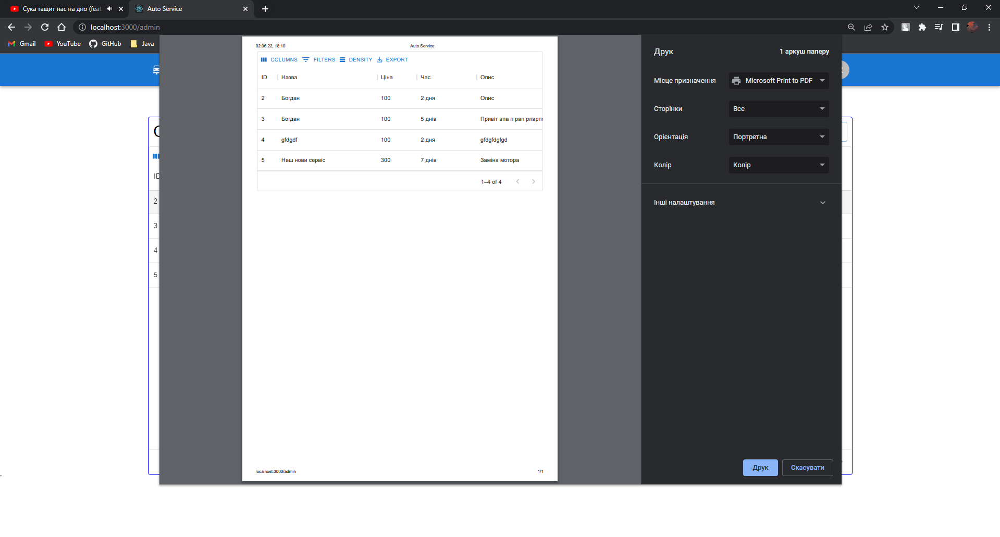 Сука тащит нас на дно (feat.
Auto Service
localhost:3000/admin
Gmail YouTube GitHub Java
02.06.22, 18:10 Auto Service
COLUMNS FILTERS DENSITY EXPORT
ID Назва Ціна Час Опис
2 Богдан 100 2 дня Опис
3 Богдан 100 5 днів Привіт впа п рап рпарп
4 gfdgdf 100 2 дня gfdgfdgfgd
5 Наш нови сервіс 300 7 днів Заміна мотора
1–4 of 4
localhost:3000/admin 1/1
Друк 1 аркуш паперу
Місце призначення Microsoft Print to PDF
Сторінки Все
Орієнтація Портретна
Колір Колір
Інші налаштування
Друк Скасувати
ID
2
3
4
5